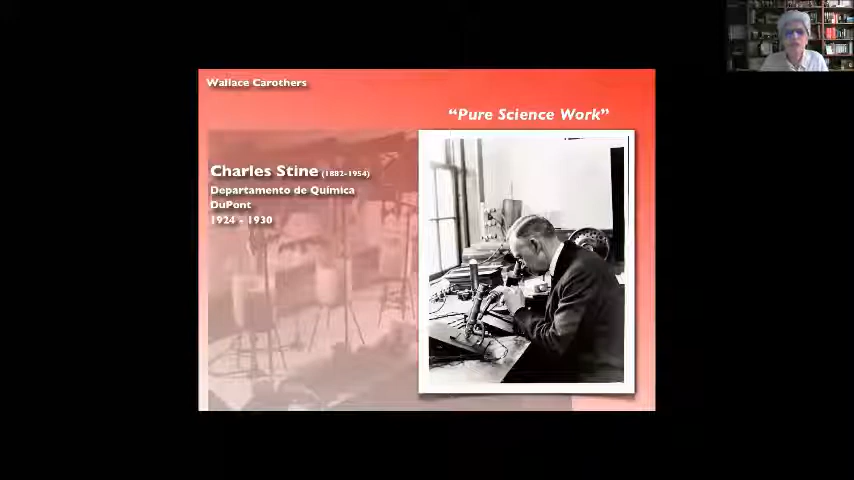 Wallace Carothers
“Pure Science Work”
Charles Stine (1882-1954)
Departamento de Química
DuPont
1924 - 1930